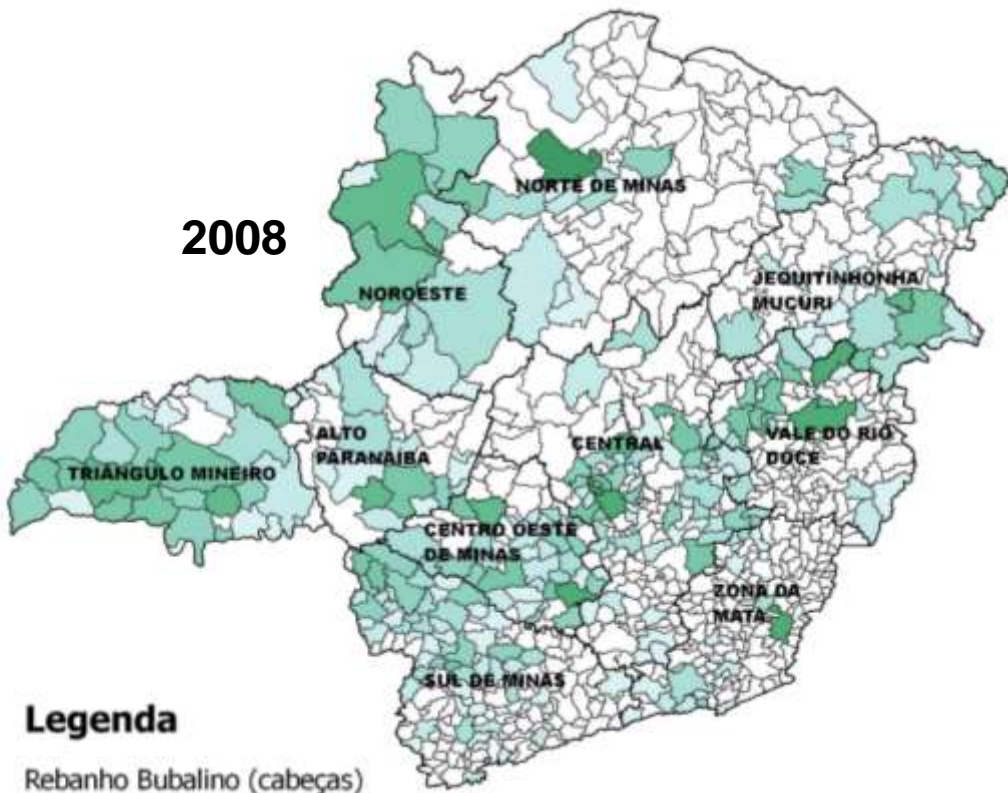 NORTE DE MINAS
2008
JEQUITINHONHA/
MUCURI
NOROESTE
ALTO
PARANAIBA
CENTRAL
VALE DO RIO
DOCE
TRIÂNGULO MINEIRO
CENTRO OESTE
DE MINAS
ZONA DA
MATA
SUL DE MINAS
Legenda
Rebanho Bubalino (cabeças)